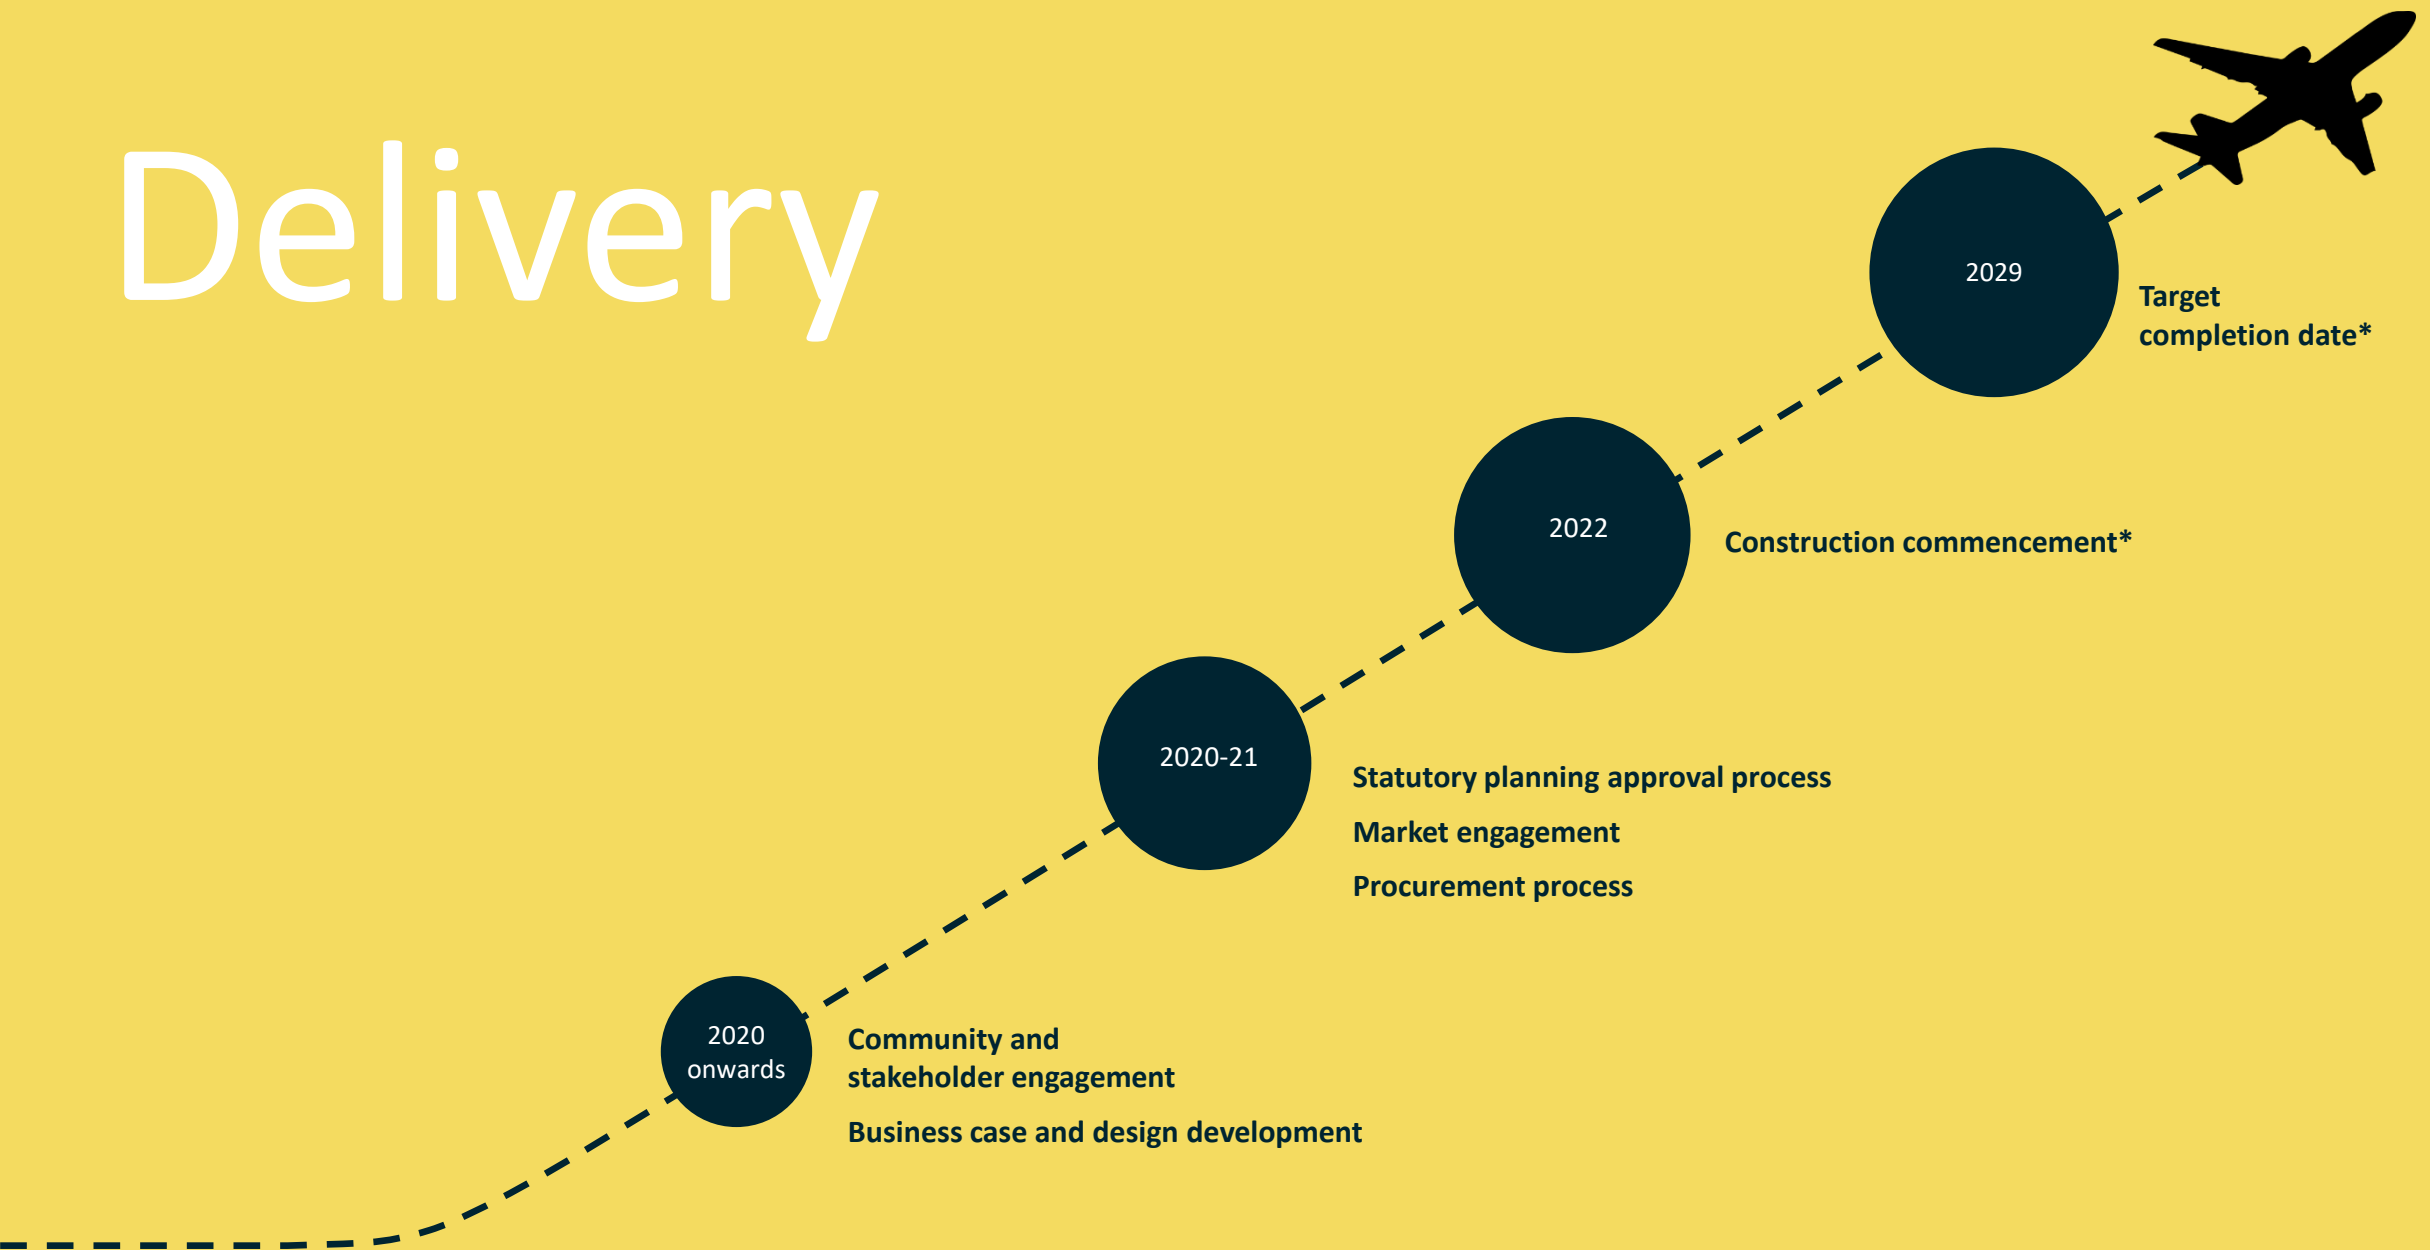 Delivery
2029
Target
completion date*
2022
Construction commencement*
2020-21
Statutory planning approval process
Market engagement
Procurement process
2020
onwards
Community and
stakeholder engagement
Business case and design development